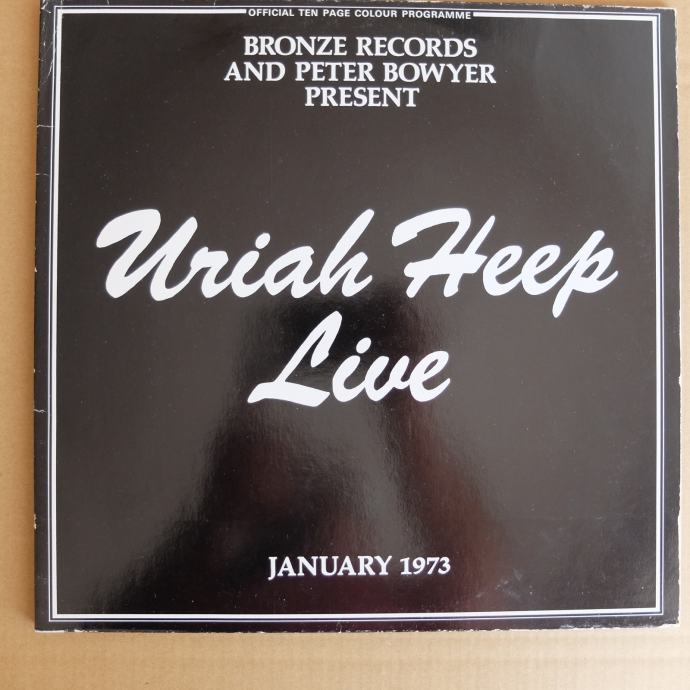 OFFICIAL TEN PAGE COLOUR PROGRAMME
BRONZE RECORDS
AND PETER BOWYER
PRESENT
Uriah Heep
Live
JANUARY 1973